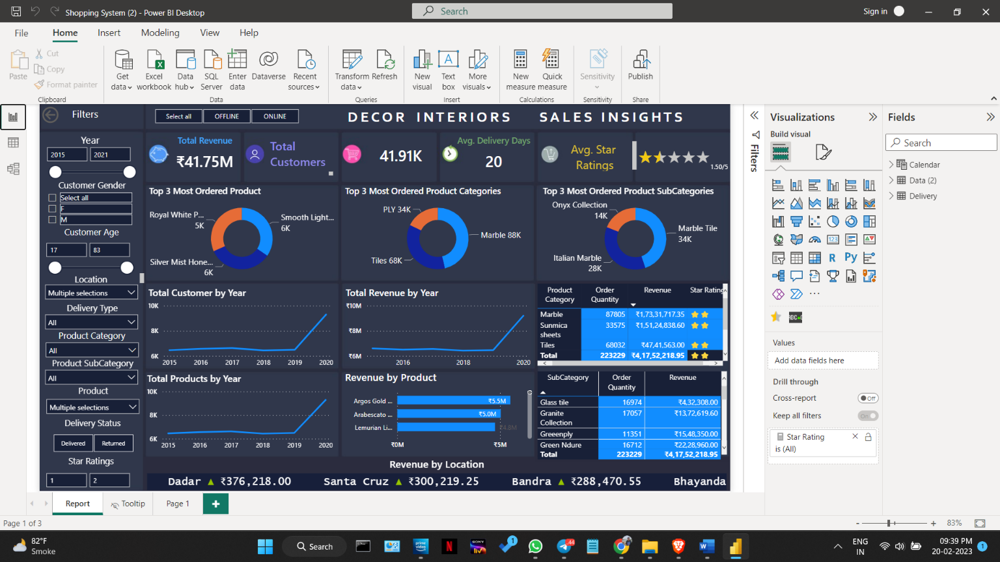 Shopping System (2) - Power BI Desktop
Search
Sign in
File Home Insert Modeling View Help
Paste
Cut
Copy
Format painter
Clipboard
Get data
Excel workbook
Data hub
SQL Server
Enter data
Dataverse
Recent sources
Data
Transform data
Refresh
Queries
New visual
Text box
More visuals
Insert
New measure
Quick measure
Calculations
Sensitivity
Sensitivity
Publish
Share
Filters
Select all OFFLINE ONLINE
DECOR INTERIORS SALES INSIGHTS
Year
2015 2021
Customer Gender
Select all
F
M
Customer Age
17 83
Location
Multiple selections
Delivery Type
All
Product Category
All
Product SubCategory
All
Product
Multiple selections
Delivery Status
Delivered Returned
Star Ratings
1 2
Total Revenue
₹41.75M
Total
Customers
41.91K
Avg. Delivery Days
20
Avg. Star
Ratings
1.50/5
Top 3 Most Ordered Product
Royal White P...
5K
Smooth Light...
6K
Silver Mist Hone...
6K
Top 3 Most Ordered Product Categories
PLY 34K
Marble 88K
Tiles 68K
Top 3 Most Ordered Product SubCategories
Onyx Collection
14K
Marble Tile
34K
Italian Marble
28K
Total Customer by Year
10K
8K
6K
2015 2016 2017 2018 2019 2020
Total Revenue by Year
₹10M
₹8M
₹6M
2016 2018 2020
Product Category Order Quantity Revenue Star Rating
Marble 87805 ₹1,73,31,717.35
Sunmica sheets 33575 ₹1,51,24,838.60
Tiles 68032 ₹47,41,563.00
Total 223229 ₹4,17,52,218.95
Total Products by Year
10K
8K
6K
2015 2016 2017 2018 2019 2020
Revenue by Product
Argos Gold ... ₹5.5M
Arabescato ... ₹5.0M
Lemurian Li... ₹4.8M
₹0M ₹5M
SubCategory Order Quantity Revenue
Glass tile 16974 ₹4,32,308.00
Granite Collection 17057 ₹13,72,619.60
Greenply 11351 ₹15,48,350.00
Green Ndure 16712 ₹22,28,960.00
Total 223229 ₹4,17,52,218.95
Revenue by Location
Dadar ▲ ₹376,218.00 Santa Cruz ▲ ₹300,219.25 Bandra ▲ ₹288,470.55 Bhayanda
Filters
Visualizations
Build visual
123
R Py
Values
Add data fields here
Drill through
Cross-report
Off
Keep all filters
On
Star Rating
is (All)
Fields
Search
Calendar
Data (2)
Delivery
Report Tooltip Page 1
Page 1 of 3
- + 83%
82°F
Smoke
Search
prime video
N
SONY liv
1
44
W
ENG
IN
09:39 PM
20-02-2023
1